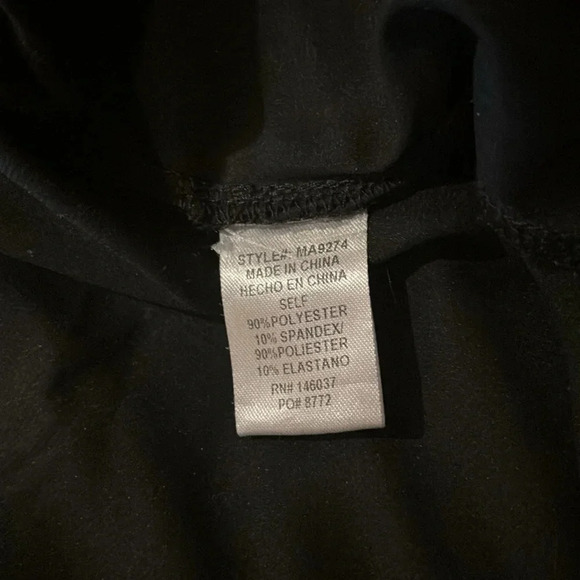 STYLE#: MA9274
MADE IN CHINA
HECHO EN CHINA
SELF
90%POLYESTER
10% SPANDEX/
90%POLIESTER
10% ELASTANO
RN# 146037
PO# 8772